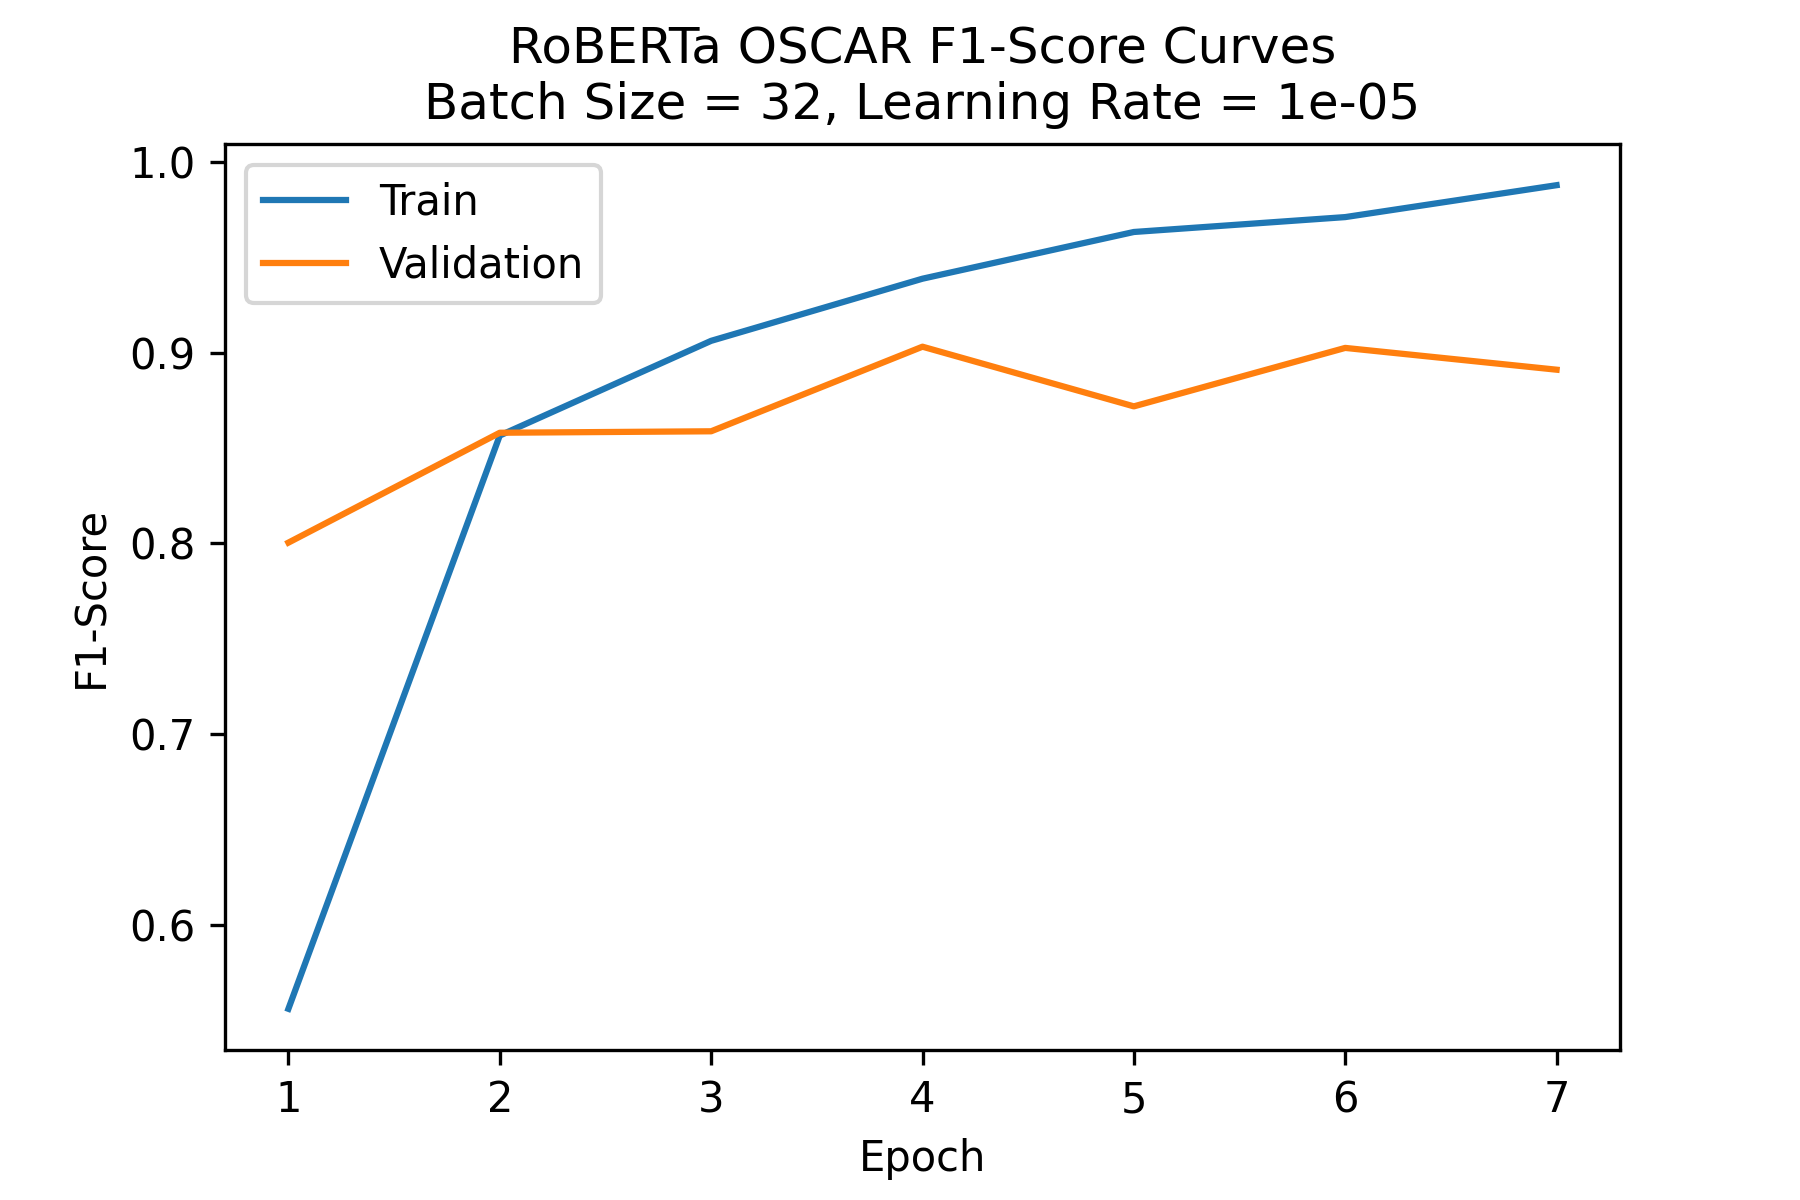 RoBERTa OSCAR F1-Score Curves
Batch Size = 32, Learning Rate = 1e-05
Train
Validation
1.0
0.9
0.8
0.7
0.6
F1-Score
1 2 3 4 5 6 7
Epoch